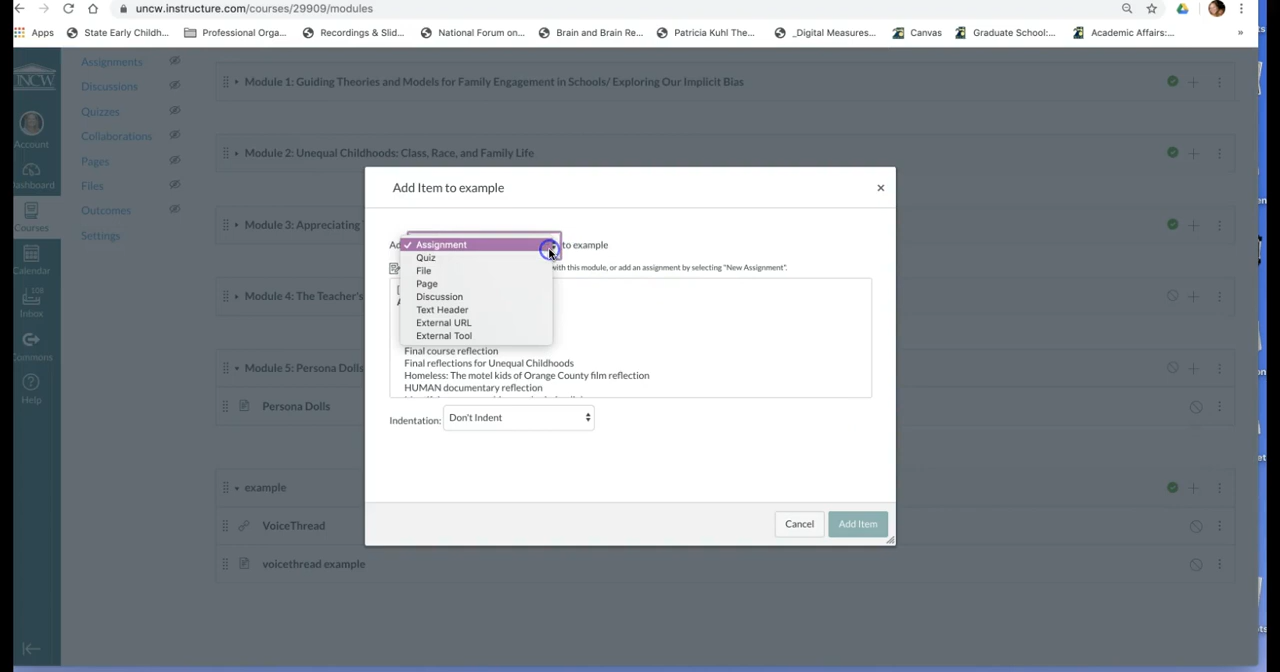 uncw.instructure.com/courses/29909/modules
Apps State Early Childh... Professional Orga... Recordings & Slid... National Forum on... Brain and Brain Re... Patricia Kuhl The... _Digital Measures... Canvas Graduate School:... Academic Affairs:... »
UNCW
Account
Dashboard
Courses
Calendar
108
Inbox
Commons
Help
Assignments
Discussions
Quizzes
Collaborations
Pages
Files
Outcomes
Settings
Module 1: Guiding Theories and Models for Family Engagement in Schools/ Exploring Our Implicit Bias
Module 2: Unequal Childhoods: Class, Race, and Family Life
Module 3: Appreciating
Module 4: The Teacher's
Module 5: Persona Dolls
Persona Dolls
example
VoiceThread
voicethread example
Add Item to example
×
to example
Assignment
Quiz
File
Page
Discussion
Text Header
External URL
External Tool
with this module, or add an assignment by selecting "New Assignment".
Final course reflection
Final reflections for Unequal Childhoods
Homeless: The motel kids of Orange County film reflection
HUMAN documentary reflection
Indentation: Don't Indent
Cancel Add Item